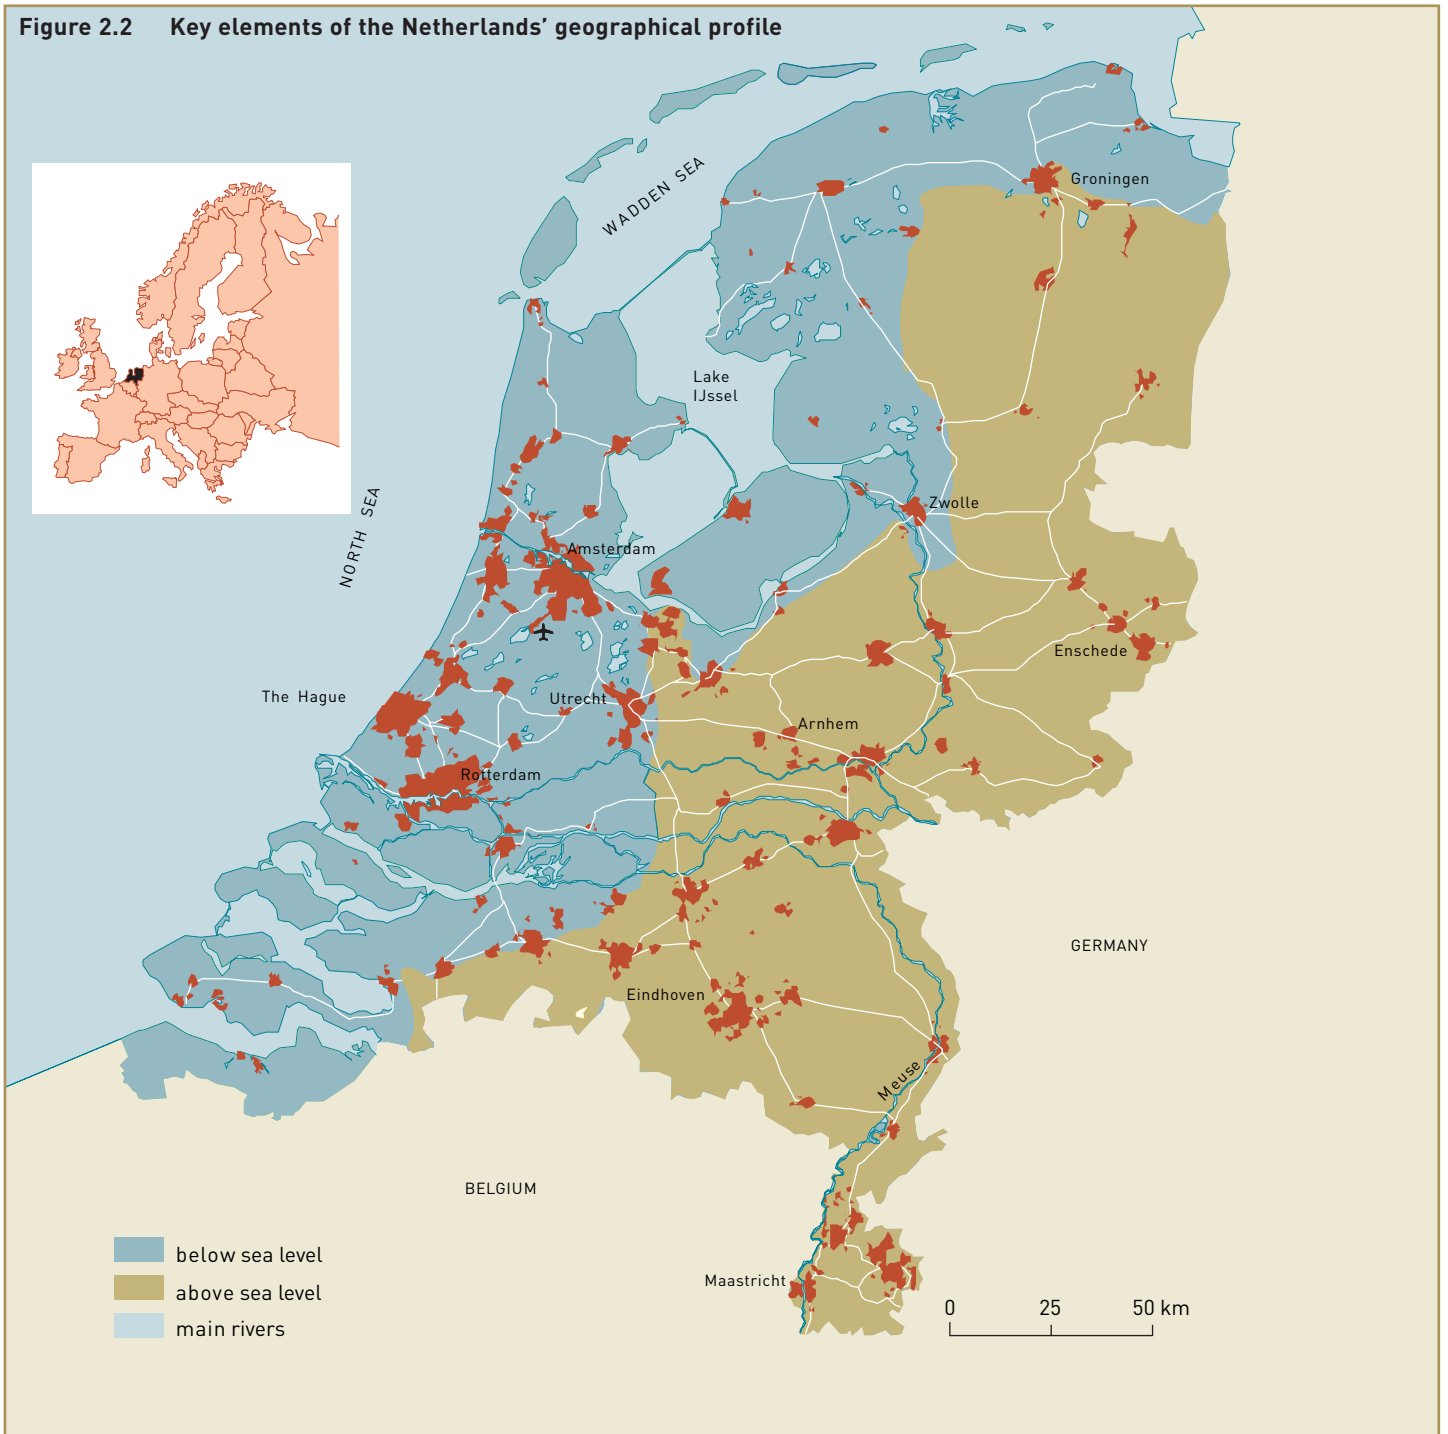 Figure 2.2 Key elements of the Netherlands’ geographical profile
WADDEN SEA
Groningen
Lake
IJssel
NORTH SEA
Zwolle
Amsterdam
Enschede
The Hague
Utrecht
Arnhem
Rotterdam
GERMANY
Eindhoven
Meuse
BELGIUM
Maastricht
below sea level
above sea level
main rivers
0 25 50 km